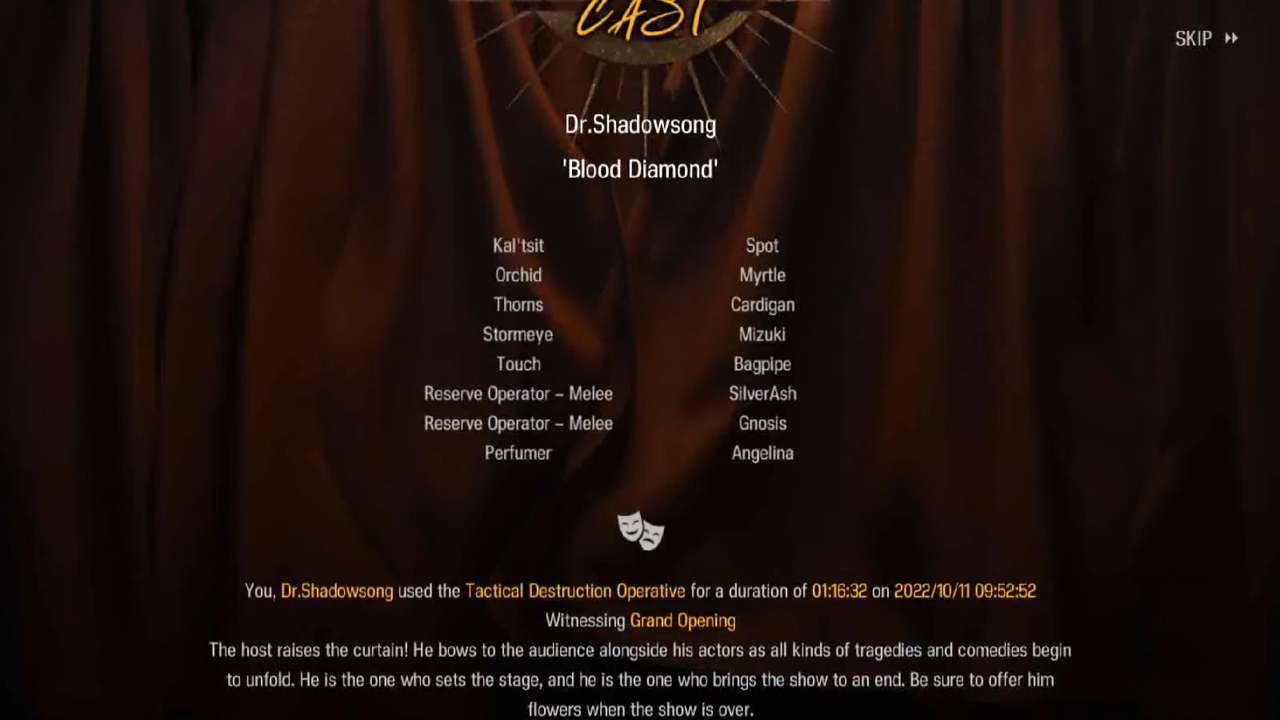 CAST
SKIP
Dr.Shadowsong
'Blood Diamond'
Kal'tsit Spot
Orchid Myrtle
Thorns Cardigan
Stormeye Mizuki
Touch Bagpipe
Reserve Operator – Melee SilverAsh
Reserve Operator – Melee Gnosis
Perfumer Angelina
You, Dr.Shadowsong used the Tactical Destruction Operative for a duration of 01:16:32 on 2022/10/11 09:52:52
Witnessing Grand Opening
The host raises the curtain! He bows to the audience alongside his actors as all kinds of tragedies and comedies begin
to unfold. He is the one who sets the stage, and he is the one who brings the show to an end. Be sure to offer him
flowers when the show is over.